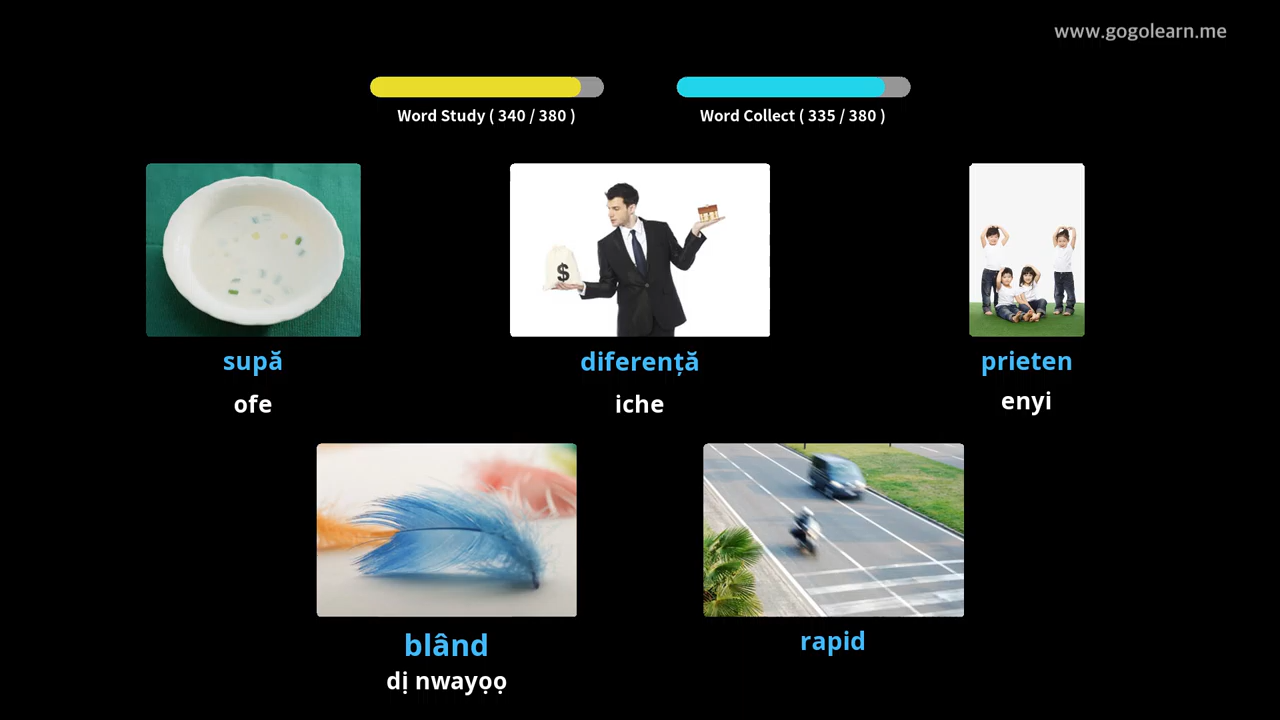 www.gogolearn.me
Word Study ( 340 / 380 )
Word Collect ( 335 / 380 )
supă
diferență
prieten
ofe
iche
enyi
$
blând
rapid
dị nwayọọ